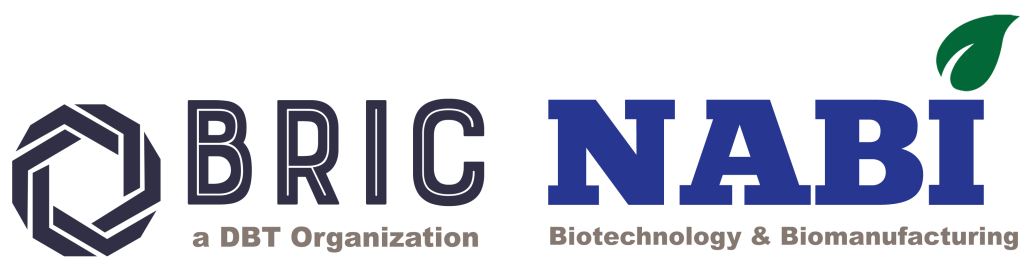 BRIC
a DBT Organization
NABI
Biotechnology & Biomanufacturing